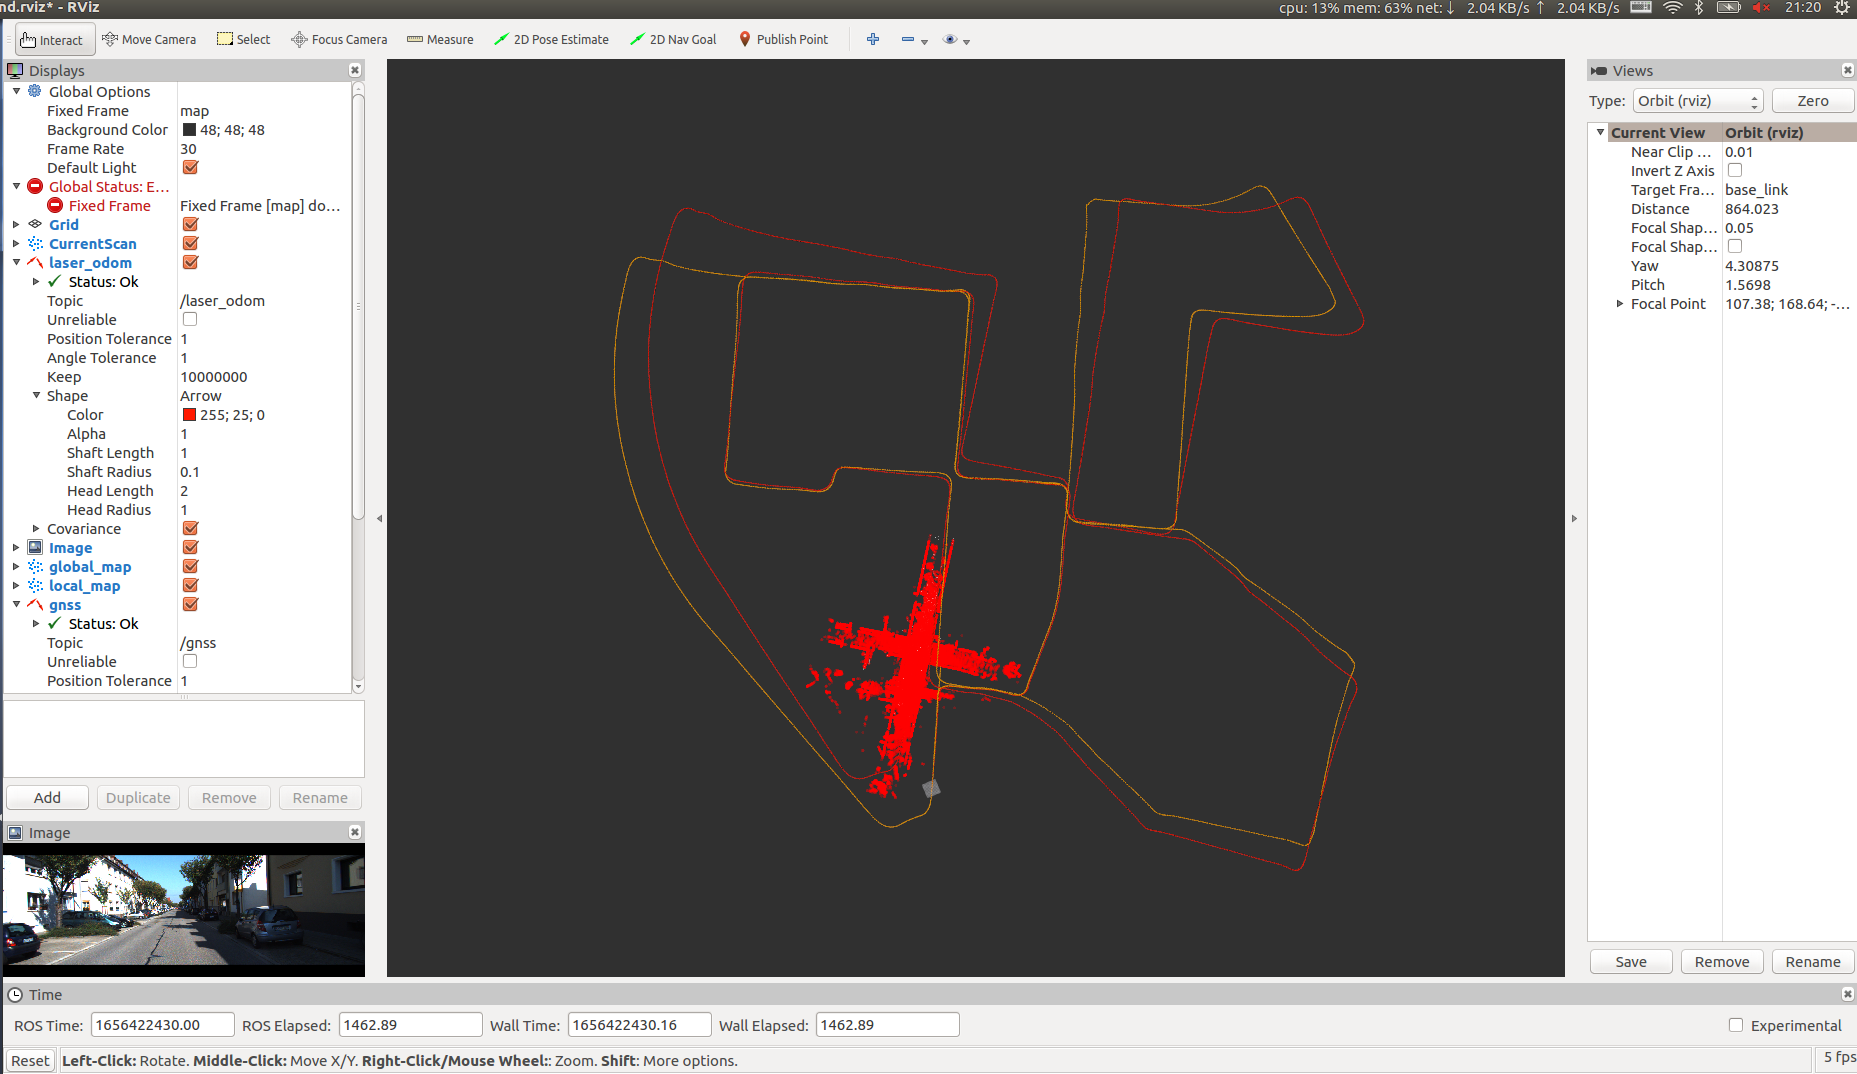 nd.rviz* - RViz
cpu: 13% mem: 63% net:↓ 2.04 KB/s ↑ 2.04 KB/s 21:20
Interact Move Camera Select Focus Camera Measure 2D Pose Estimate 2D Nav Goal Publish Point
Displays
Global Options
Fixed Frame map
Background Color 48; 48; 48
Frame Rate 30
Default Light
Global Status: E...
Fixed Frame Fixed Frame [map] do...
Grid
CurrentScan
laser_odom
Status: Ok
Topic /laser_odom
Unreliable
Position Tolerance 1
Angle Tolerance 1
Keep 10000000
Shape Arrow
Color 255; 25; 0
Alpha 1
Shaft Length 1
Shaft Radius 0.1
Head Length 2
Head Radius 1
Covariance
Image
global_map
local_map
gnss
Status: Ok
Topic /gnss
Unreliable
Position Tolerance 1
Add Duplicate Remove Rename
Image
Views
Type: Orbit (rviz) Zero
Current View Orbit (rviz)
Near Clip ... 0.01
Invert Z Axis
Target Fra... base_link
Distance 864.023
Focal Shap... 0.05
Focal Shap...
Yaw 4.30875
Pitch 1.5698
Focal Point 107.38; 168.64; -...
Save Remove Rename
Time
ROS Time: 1656422430.00 ROS Elapsed: 1462.89 Wall Time: 1656422430.16 Wall Elapsed: 1462.89 Experimental
Reset Left-Click: Rotate. Middle-Click: Move X/Y. Right-Click/Mouse Wheel:: Zoom. Shift: More options. 5 fps